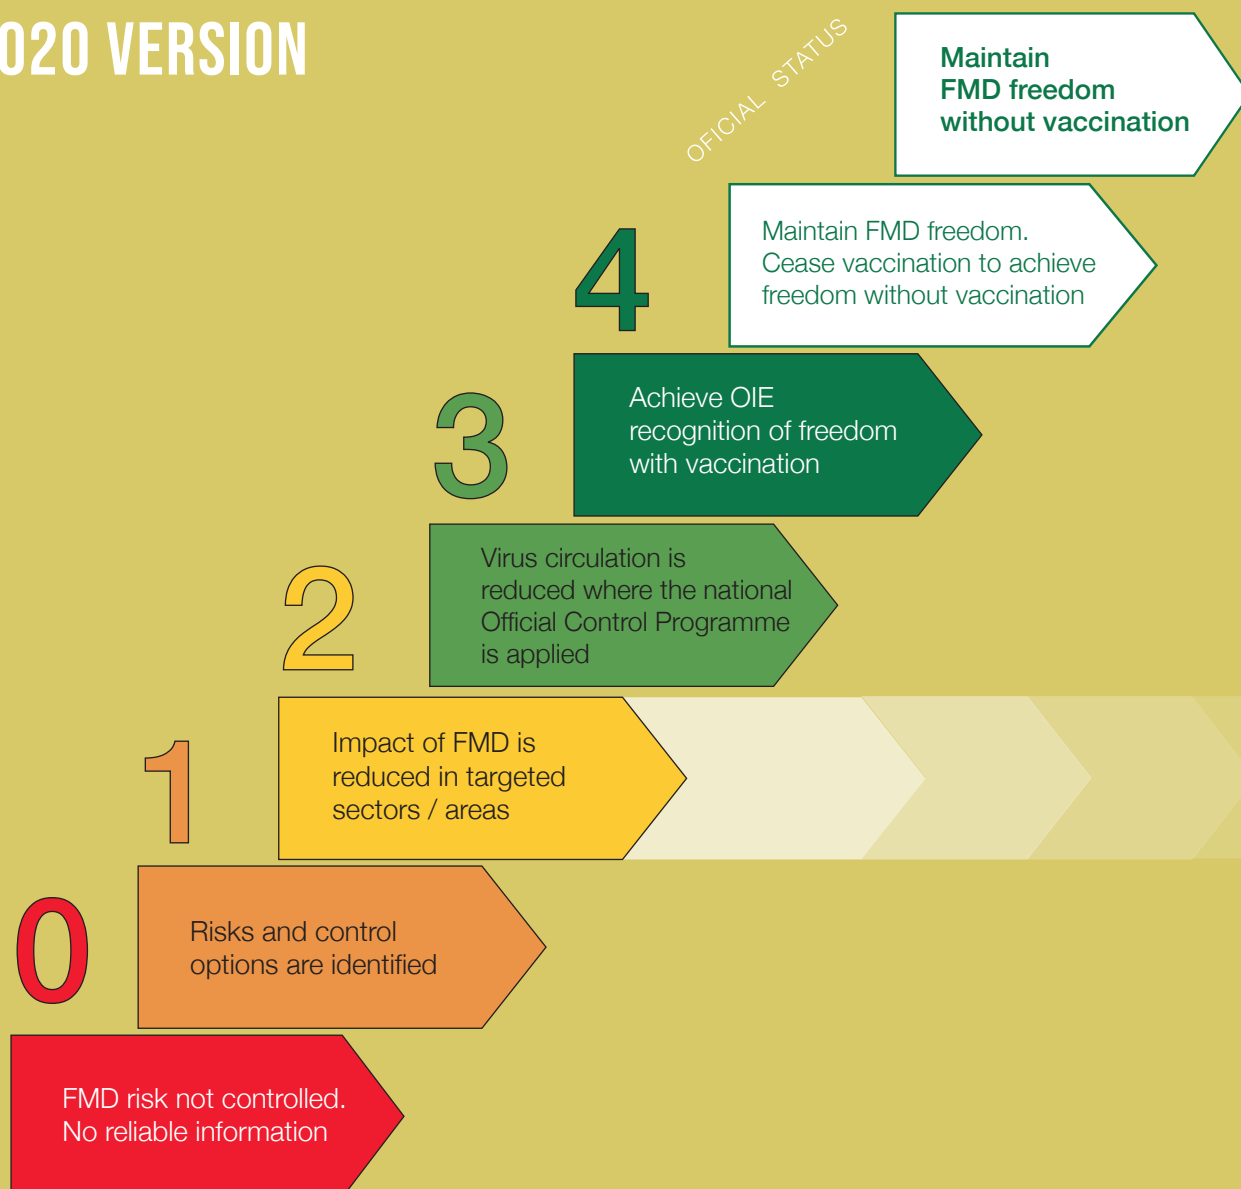 020 VERSION
OFICIAL STATUS
Maintain
FMD freedom
without vaccination
Maintain FMD freedom.
Cease vaccination to achieve
freedom without vaccination
4
Achieve OIE
recognition of freedom
with vaccination
3
Virus circulation is
reduced where the national
Official Control Programme
is applied
2
Impact of FMD is
reduced in targeted
sectors / areas
1
Risks and control
options are identified
0
FMD risk not controlled.
No reliable information